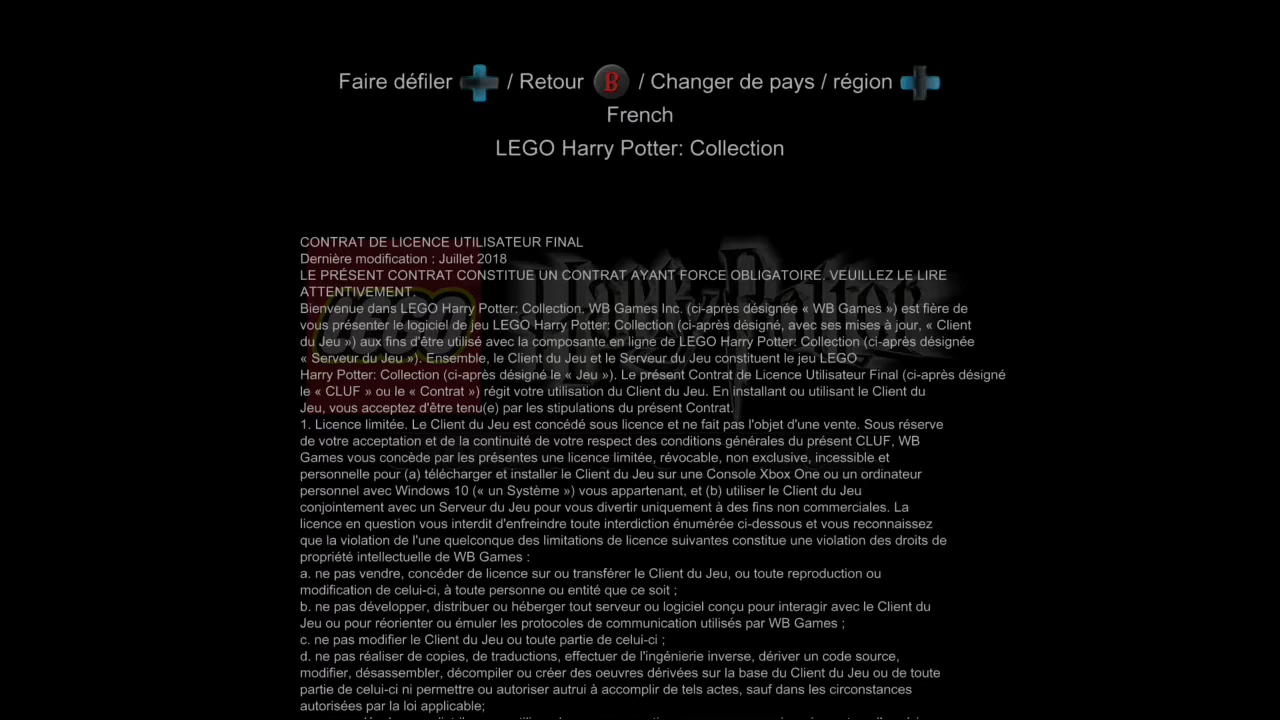 Faire défiler / Retour B / Changer de pays / région
French
LEGO Harry Potter: Collection
CONTRAT DE LICENCE UTILISATEUR FINAL
Dernière modification : Juillet 2018
LE PRÉSENT CONTRAT CONSTITUE UN CONTRAT AYANT FORCE OBLIGATOIRE. VEUILLEZ LE LIRE
ATTENTIVEMENT.
Bienvenue dans LEGO Harry Potter: Collection. WB Games Inc. (ci-après désignée « WB Games ») est fière de
vous présenter le logiciel de jeu LEGO Harry Potter: Collection (ci-après désigné, avec ses mises à jour, « Client
du Jeu ») aux fins d'être utilisé avec la composante en ligne de LEGO Harry Potter: Collection (ci-après désignée
« Serveur du Jeu »). Ensemble, le Client du Jeu et le Serveur du Jeu constituent le jeu LEGO
Harry Potter: Collection (ci-après désigné le « Jeu »). Le présent Contrat de Licence Utilisateur Final (ci-après désigné
le « CLUF » ou le « Contrat ») régit votre utilisation du Client du Jeu. En installant ou utilisant le Client du
Jeu, vous acceptez d'être tenu(e) par les stipulations du présent Contrat.
1. Licence limitée. Le Client du Jeu est concédé sous licence et ne fait pas l'objet d'une vente. Sous réserve
de votre acceptation et de la continuité de votre respect des conditions générales du présent CLUF, WB
Games vous concède par les présentes une licence limitée, révocable, non exclusive, incessible et
personnelle pour (a) télécharger et installer le Client du Jeu sur une Console Xbox One ou un ordinateur
personnel avec Windows 10 (« un Système ») vous appartenant, et (b) utiliser le Client du Jeu
conjointement avec un Serveur du Jeu pour vous divertir uniquement à des fins non commerciales. La
licence en question vous interdit d'enfreindre toute interdiction énumérée ci-dessous et vous reconnaissez
que la violation de l'une quelconque des limitations de licence suivantes constitue une violation des droits de
propriété intellectuelle de WB Games :
a. ne pas vendre, concéder de licence sur ou transférer le Client du Jeu, ou toute reproduction ou
modification de celui-ci, à toute personne ou entité que ce soit ;
b. ne pas développer, distribuer ou héberger tout serveur ou logiciel conçu pour interagir avec le Client du
Jeu ou pour réorienter ou émuler les protocoles de communication utilisés par WB Games ;
c. ne pas modifier le Client du Jeu ou toute partie de celui-ci ;
d. ne pas réaliser de copies, de traductions, effectuer de l'ingénierie inverse, dériver un code source,
modifier, désassembler, décompiler ou créer des oeuvres dérivées sur la base du Client du Jeu ou de toute
partie de celui-ci ni permettre ou autoriser autrui à accomplir de tels actes, sauf dans les circonstances
autorisées par la loi applicable;
LEGO Harry Potter